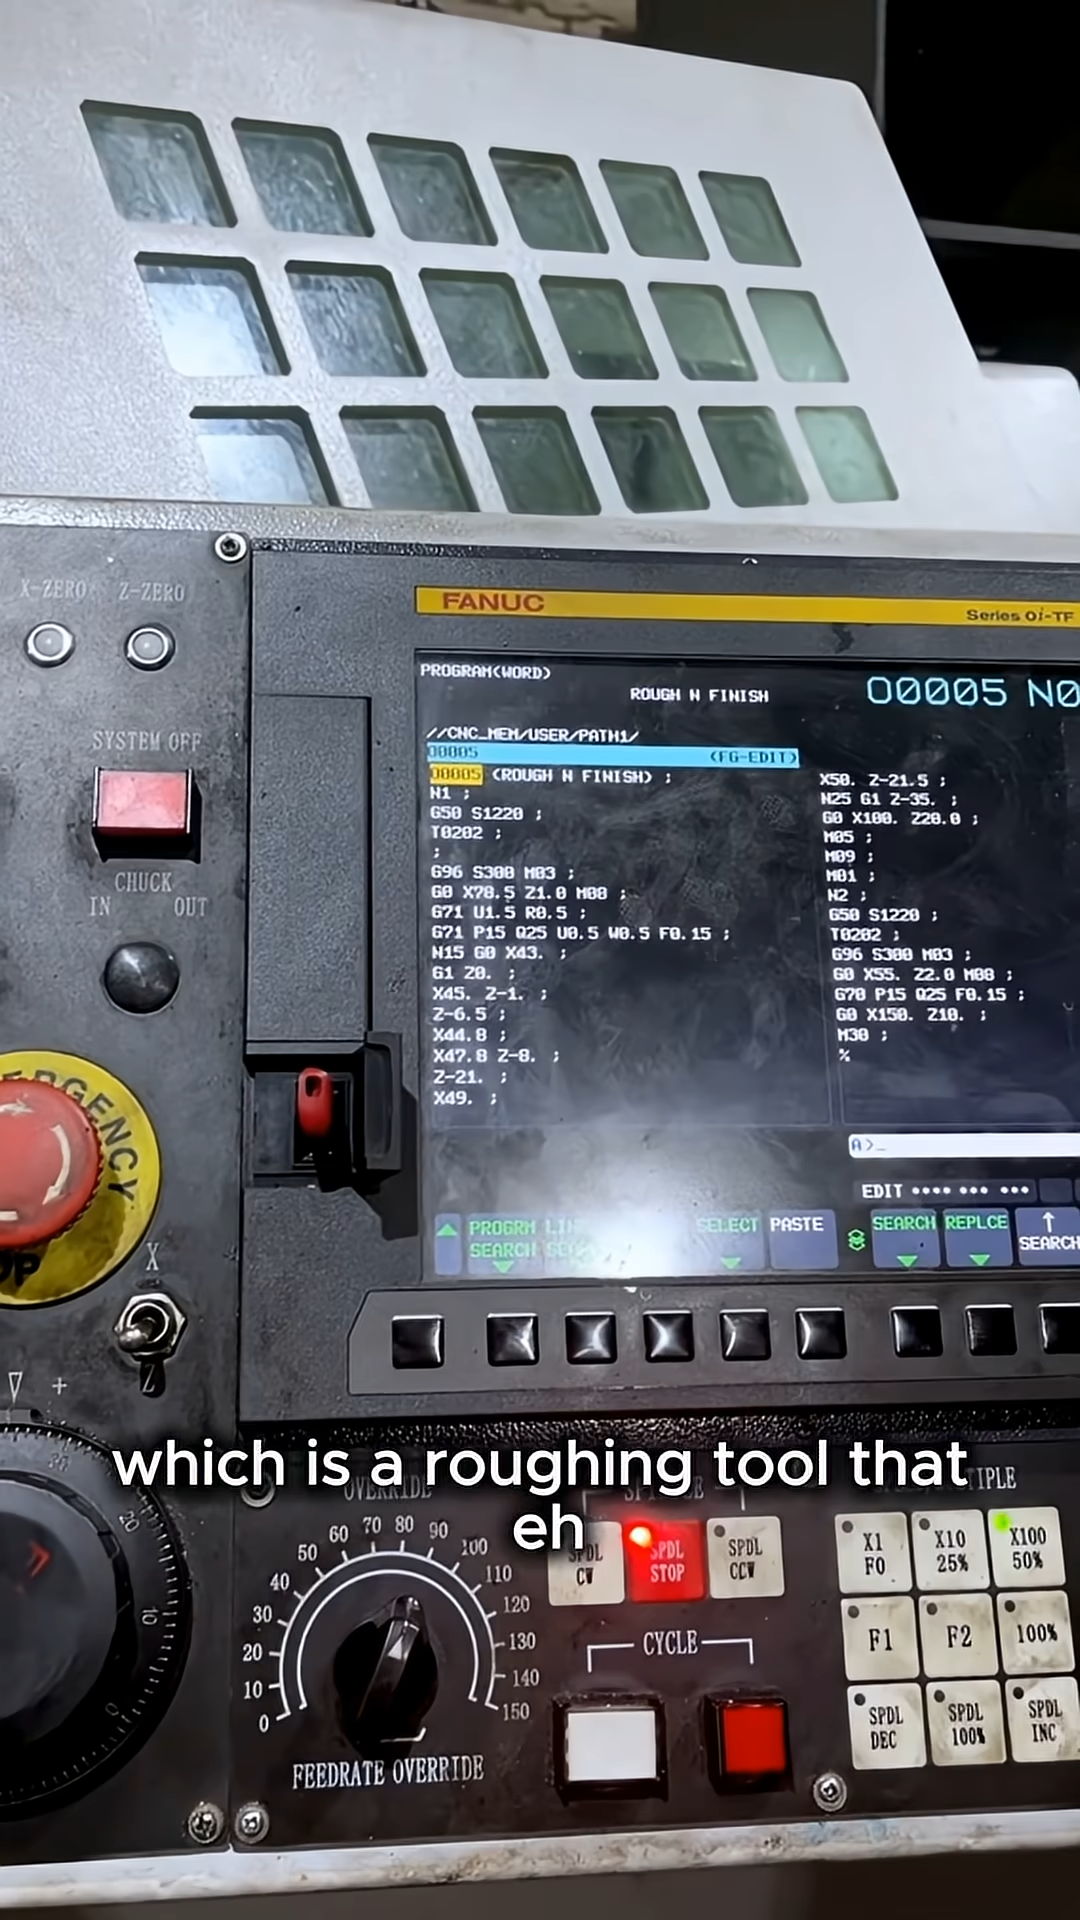 X-ZERO Z-ZERO
SYSTEM OFF
CHUCK
IN OUT
EMERGENCY
X
Z
+
FANUC
Series 0i-TF
PROGRAM(WORD)
ROUGH N FINISH
O0005 N0
//CNC_MEM/USER/PATH1/
O0005 (FG-EDIT)
O0005 (ROUGH N FINISH) ;
N1 ;
G50 S1220 ;
T0202 ;
;
G96 S300 M03 ;
G0 X78.5 Z1.0 M08 ;
G71 U1.5 R0.5 ;
G71 P15 Q25 U0.5 W0.5 F0.15 ;
N15 G0 X43. ;
G1 Z0. ;
X45. Z-1. ;
Z-6.5 ;
X44.8 ;
X47.8 Z-8. ;
Z-21. ;
X49. ;
X50. Z-21.5 ;
N25 G1 Z-35. ;
G0 X100. Z20.0 ;
M05 ;
M09 ;
M01 ;
N2 ;
G50 S1220 ;
T0202 ;
G96 S300 M03 ;
G0 X55. Z2.0 M08 ;
G70 P15 Q25 F0.15 ;
G0 X150. Z10. ;
M30 ;
%
A>_
EDIT **** *** ***
PROGRM
SEARCH
SELECT
PASTE
SEARCH
REPLCE
↑
SEARCH
which is a roughing tool that
eh
OVERRIDE
0 10 20 30 40 50 60 70 80 90 100 110 120 130 140 150
FEEDRATE OVERRIDE
SPDL CW
SPDL STOP
SPDL CCW
CYCLE
X1 F0
X10 25%
X100 50%
F1
F2
100%
SPDL DEC
SPDL 100%
SPDL INC
20
10
0